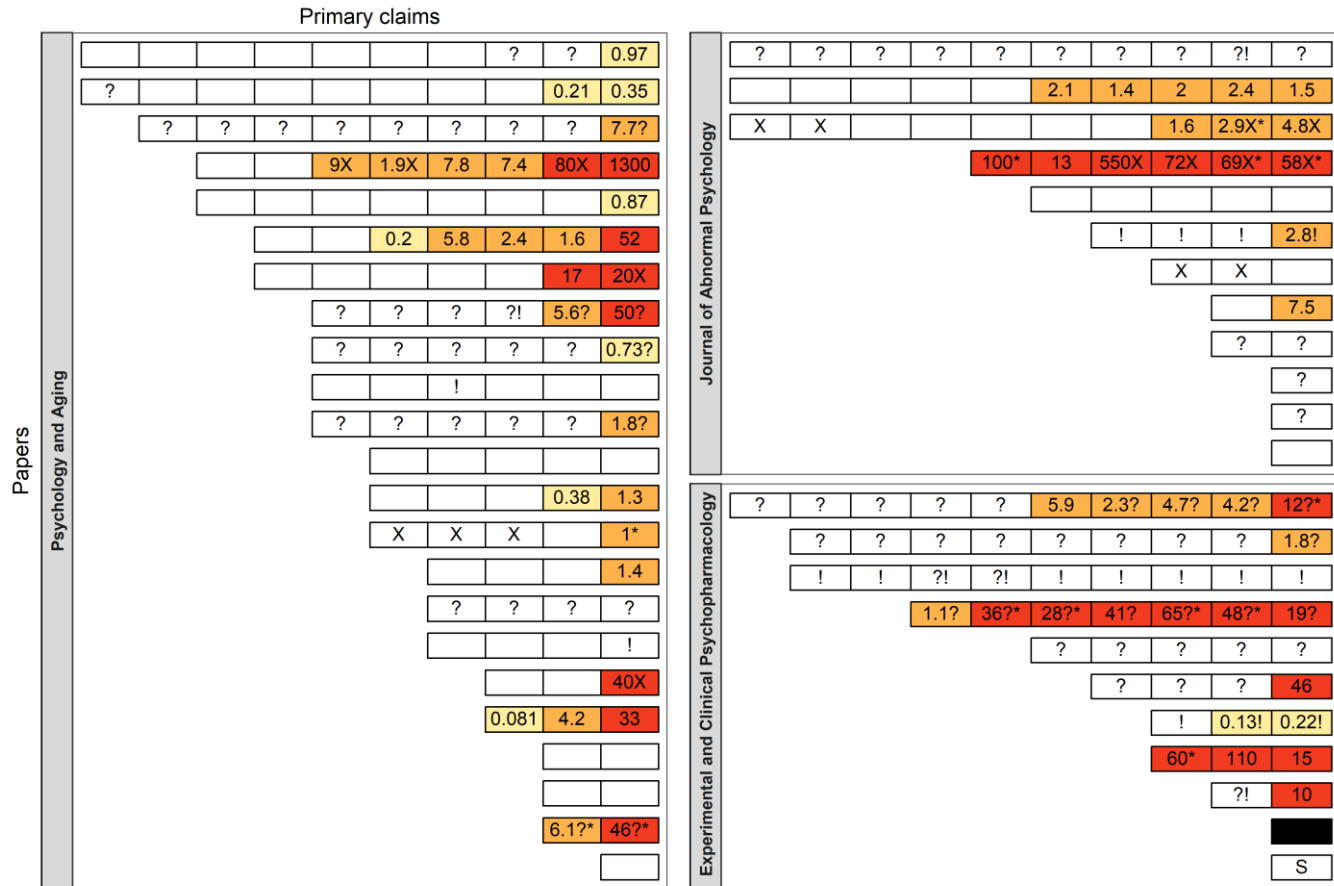 Primary claims
Papers
Psychology and Aging
? ? 0.97
? 0.21 0.35
? ? ? ? ? ? ? ? 7.7?
9X 1.9X 7.8 7.4 80X 1300
0.87
0.2 5.8 2.4 1.6 52
17 20X
? ? ? ?! 5.6? 50?
? ? ? ? ? 0.73?
!
? ? ? ? ? 1.8?
0.38 1.3
X X X 1*
1.4
? ? ? ?
!
40X
0.081 4.2 33
6.1?* 46?*
Journal of Abnormal Psychology
? ? ? ? ? ? ? ? ?! ?
2.1 1.4 2 2.4 1.5
X X 1.6 2.9X* 4.8X
100* 13 550X 72X 69X* 58X*
! ! ! 2.8!
X X
7.5
? ?
?
?
Experimental and Clinical Psychopharmacology
? ? ? ? ? 5.9 2.3? 4.7? 4.2? 12?*
? ? ? ? ? ? ? ? 1.8?
! ! ?! ?! ! ! ! ! !
1.1? 36?* 28?* 41? 65?* 48?* 19?
? ? ? ? ?
? ? ? 46
! 0.13! 0.22!
60* 110 15
?! 10
S